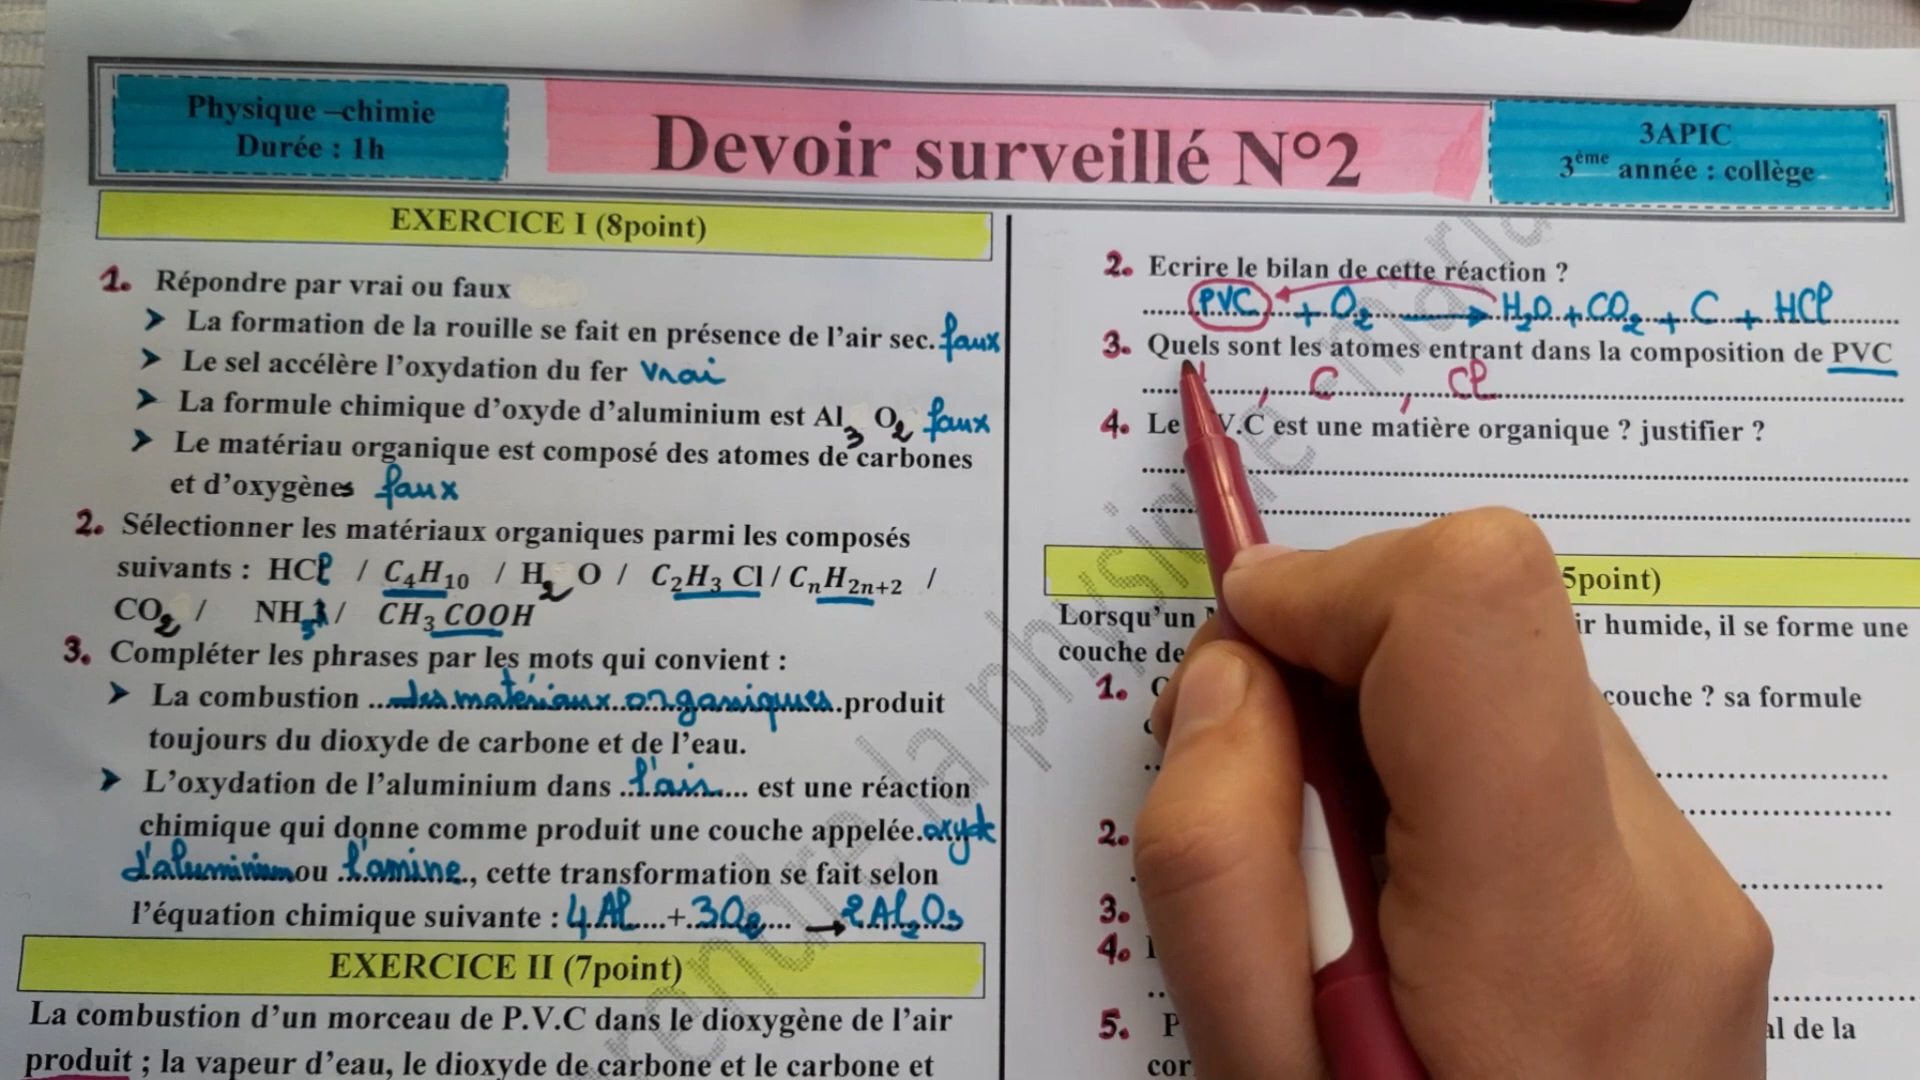 Physique –chimie
Durée : 1h
Devoir surveillé N°2
3APIC
3ème année : collège
EXERCICE I (8point)
1. Répondre par vrai ou faux
➤ La formation de la rouille se fait en présence de l'air sec. faux
➤ Le sel accélère l'oxydation du fer vrai
➤ La formule chimique d'oxyde d'aluminium est Al3 O2 faux
➤ Le matériau organique est composé des atomes de carbones
et d'oxygènes faux
2. Sélectionner les matériaux organiques parmi les composés
suivants : HCl / C4H10 / H2 O / C2H3 Cl / CnH2n+2 /
CO2 / NH3 / CH3 COOH
3. Compléter les phrases par les mots qui convient :
➤ La combustion ...des matériaux organiques.produit
toujours du dioxyde de carbone et de l'eau.
➤ L'oxydation de l'aluminium dans ..l'air... est une réaction
chimique qui donne comme produit une couche appelée.oxyde
d'aluminium ou .l'amine., cette transformation se fait selon
l'équation chimique suivante : 4Al....+.3O2... → 2Al2O3
EXERCICE II (7point)
La combustion d'un morceau de P.V.C dans le dioxygène de l'air
produit ; la vapeur d'eau, le dioxyde de carbone et le carbone et
2. Ecrire le bilan de cette réaction ?
PVC + O2 → H2O + CO2 + C + HCl
3. Quels sont les atomes entrant dans la composition de PVC
, C , Cl
4. Le V.C est une matière organique ? justifier ?
5point)
Lorsqu'un ir humide, il se forme une
couche de
1. couche ? sa formule
2.
3.
4.
5. P al de la
cor
rendre la physique